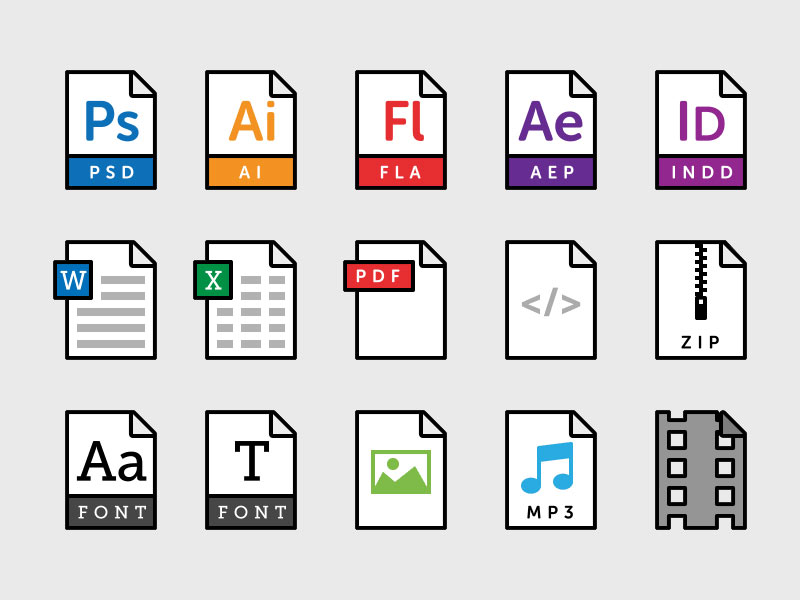 Ps
PSD
Ai
AI
Fl
FLA
Ae
AEP
ID
INDD
W
X
PDF
</>
ZIP
Aa
FONT
T
FONT
MP3